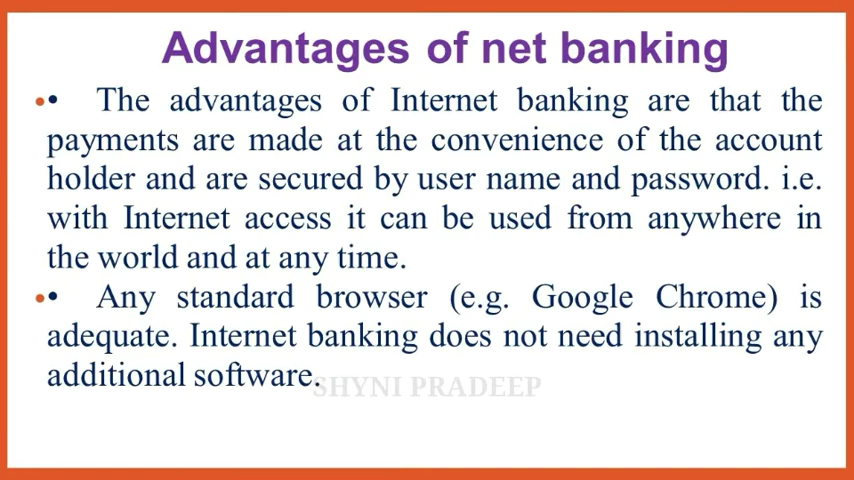 Advantages of net banking
•• The advantages of Internet banking are that the
payments are made at the convenience of the account
holder and are secured by user name and password. i.e.
with Internet access it can be used from anywhere in
the world and at any time.
•• Any standard browser (e.g. Google Chrome) is
adequate. Internet banking does not need installing any
additional software.
SHYNI PRADEEP